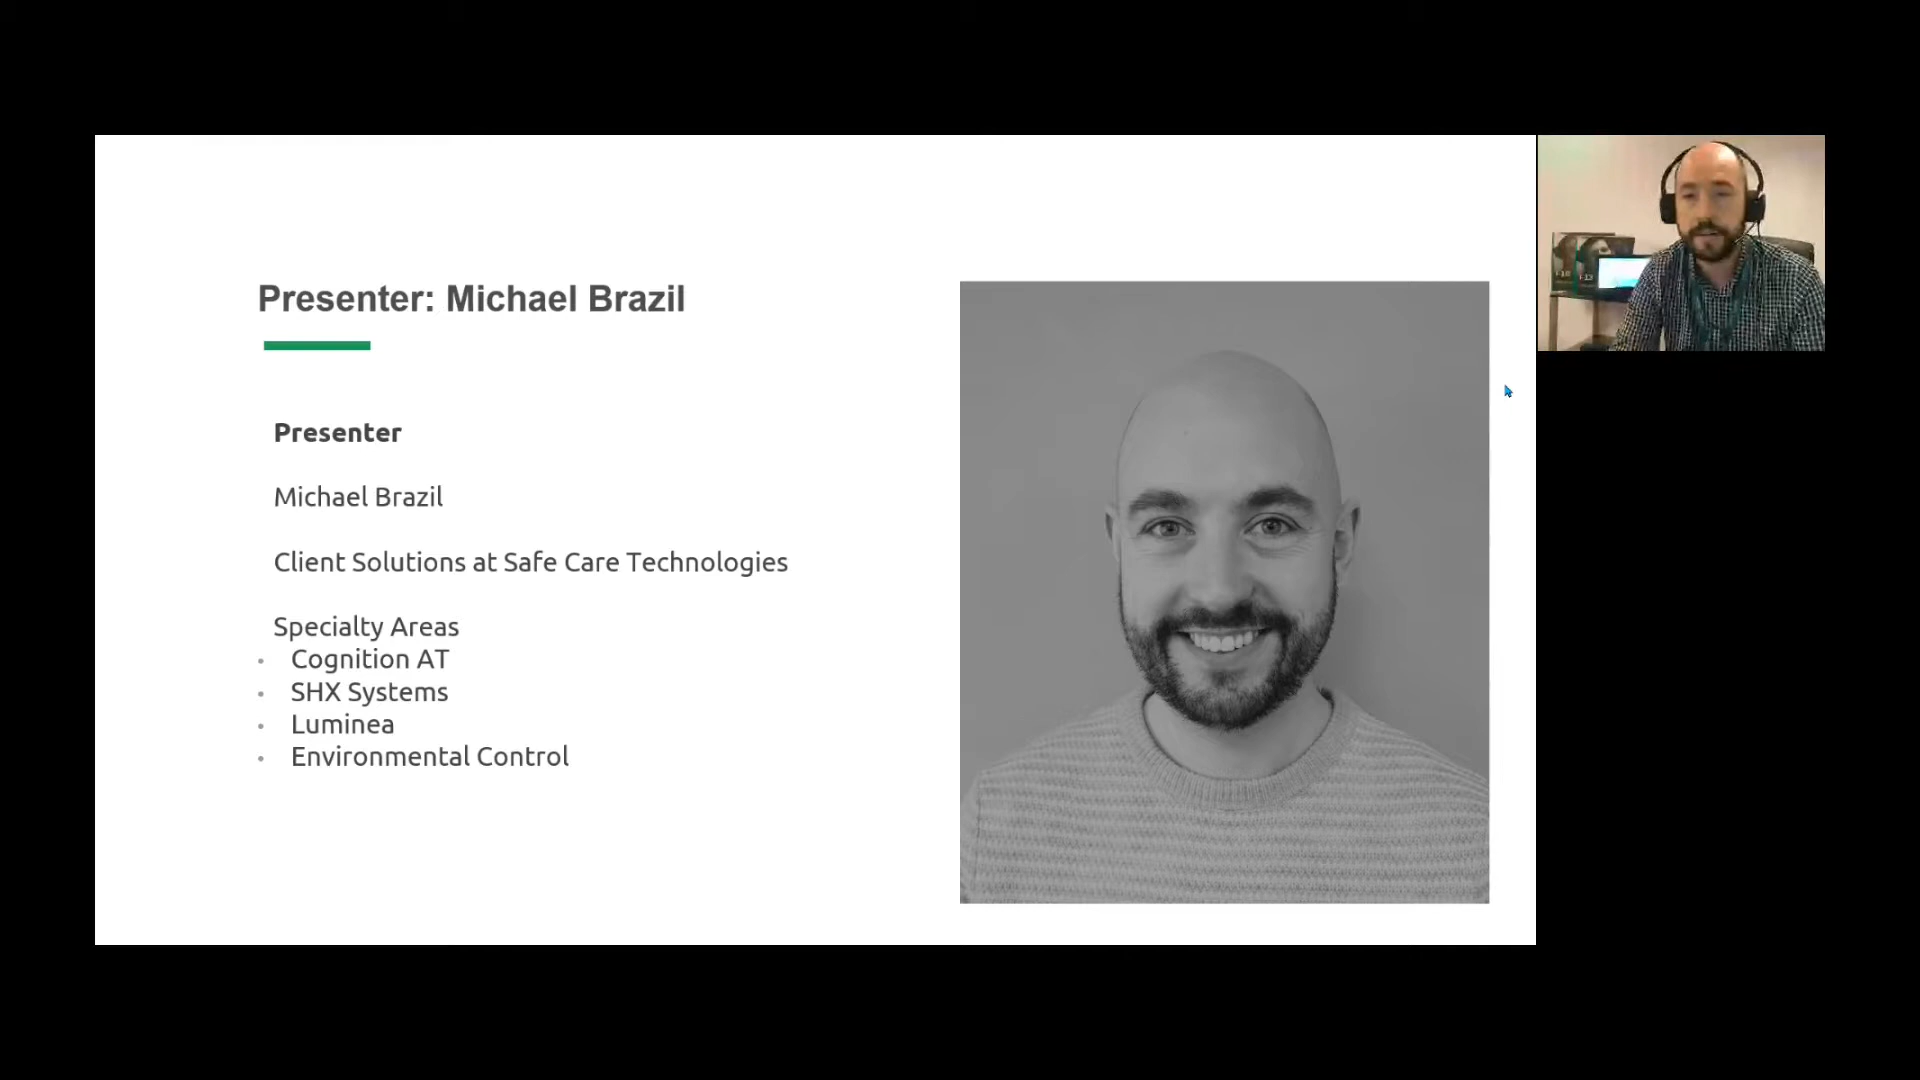 Presenter: Michael Brazil
Presenter
Michael Brazil
Client Solutions at Safe Care Technologies
Specialty Areas
• Cognition AT
• SHX Systems
• Luminea
• Environmental Control